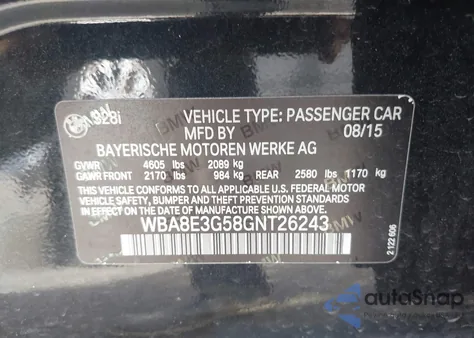 328i VEHICLE TYPE: PASSENGER CAR
MFD BY 08/15
BAYERISCHE MOTOREN WERKE AG
GVWR 4605 lbs 2089 kg
GAWR FRONT 2170 lbs 984 kg REAR 2580 lbs 1170 kg
THIS VEHICLE CONFORMS TO ALL APPLICABLE U.S. FEDERAL MOTOR
VEHICLE SAFETY, BUMPER AND THEFT PREVENTION STANDARDS
IN EFFECT ON THE DATE OF MANUFACTURE SHOWN ABOVE.
WBA8E3G58GNT26243
2 122 606
autoSnap